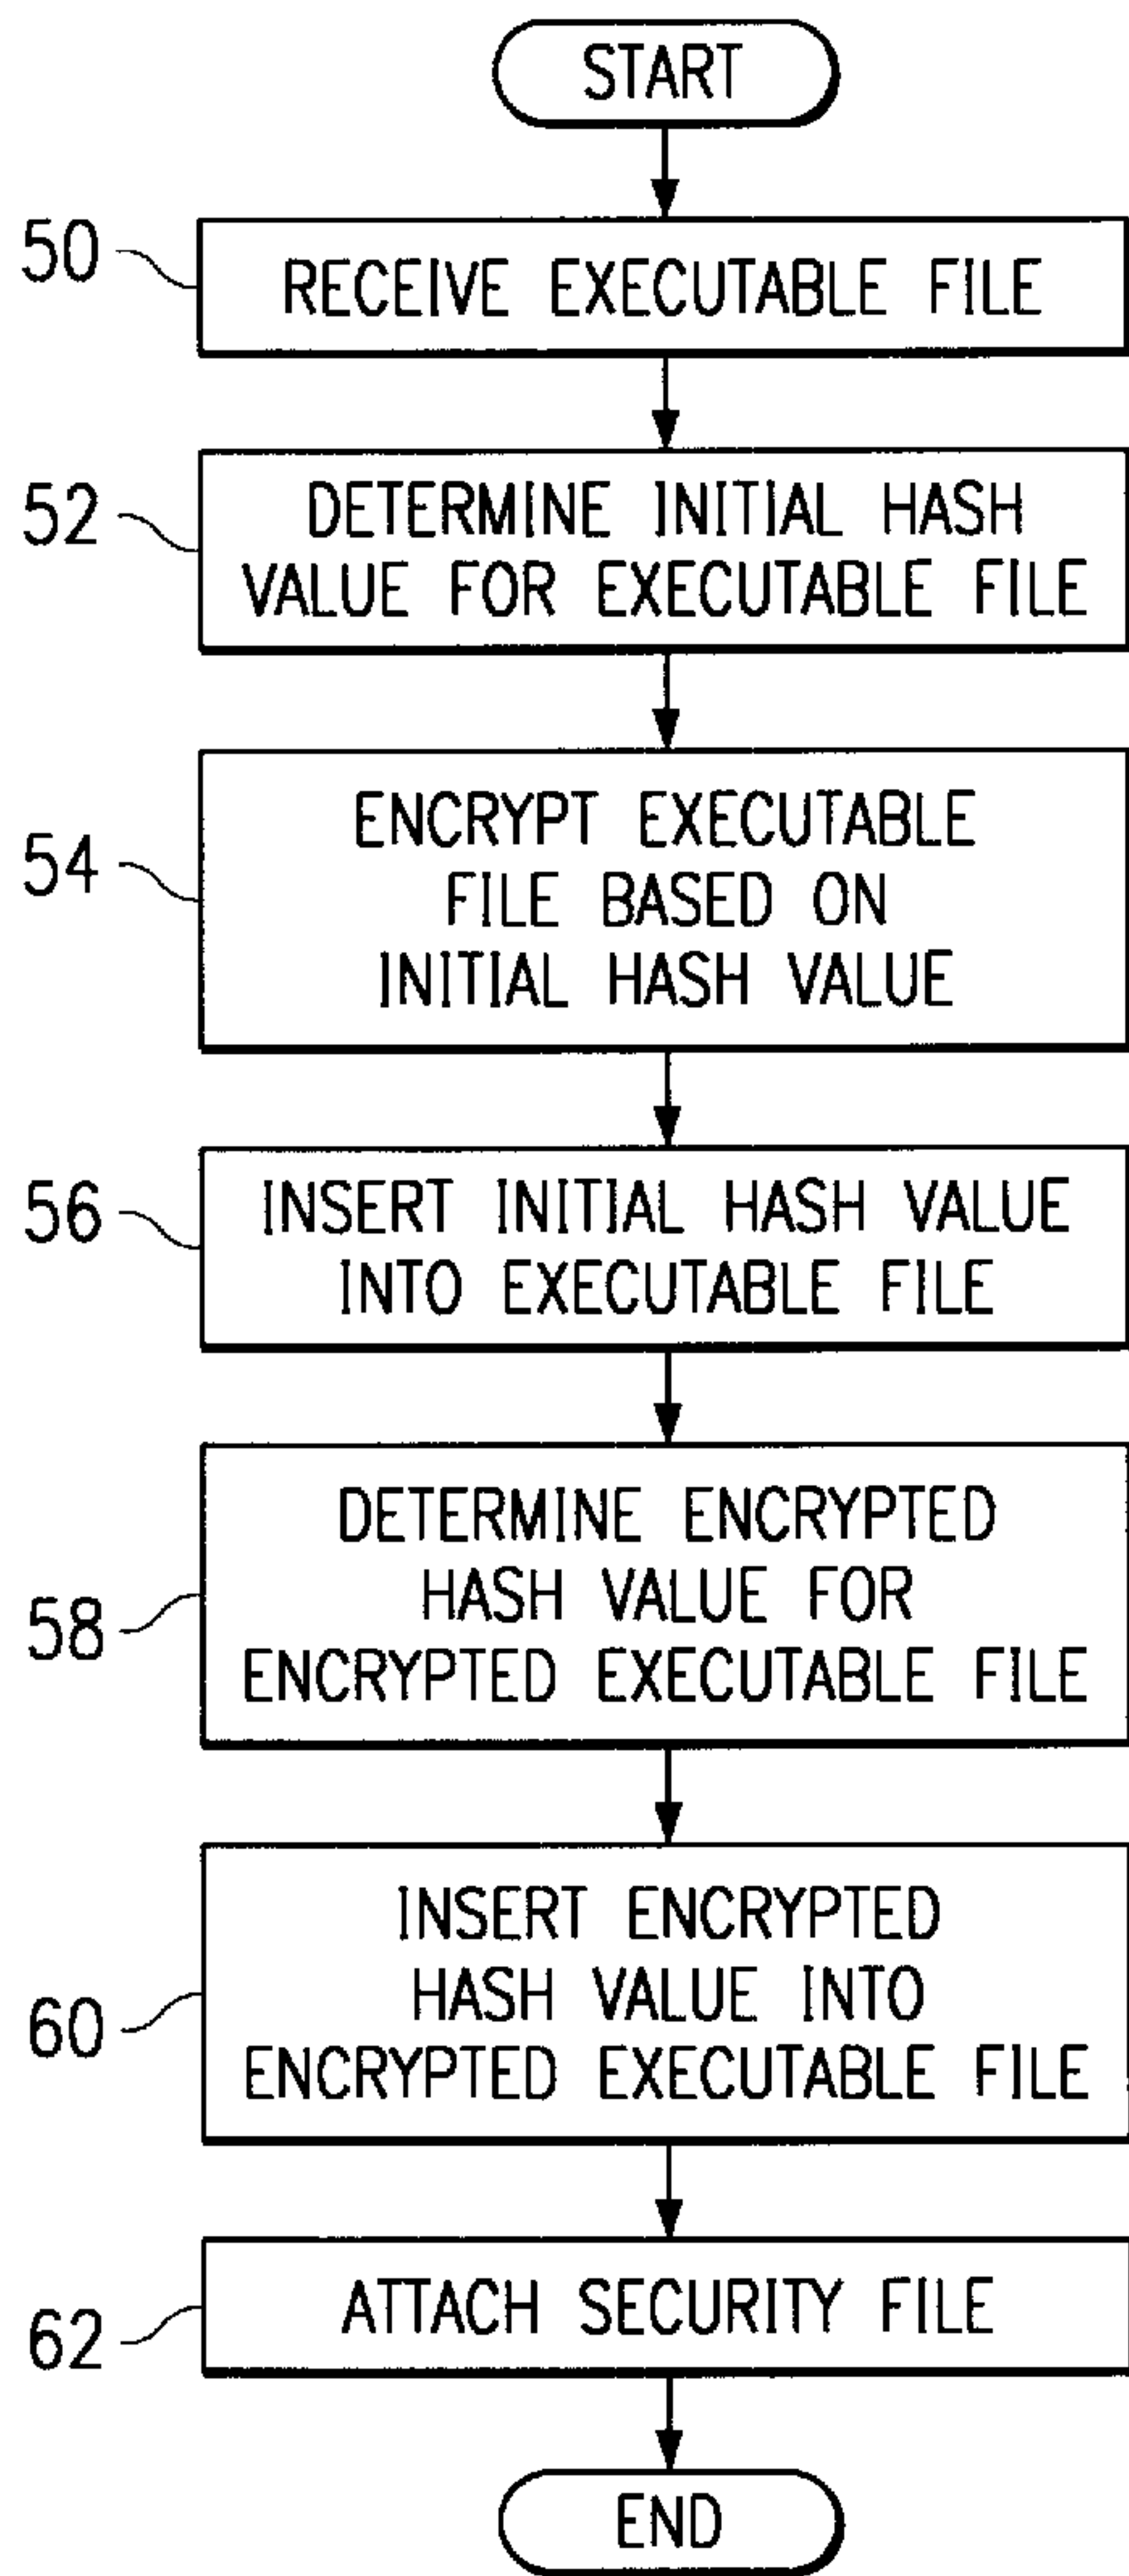 START
50
RECEIVE EXECUTABLE FILE
52
DETERMINE INITIAL HASH
VALUE FOR EXECUTABLE FILE
54
ENCRYPT EXECUTABLE
FILE BASED ON
INITIAL HASH VALUE
56
INSERT INITIAL HASH VALUE
INTO EXECUTABLE FILE
58
DETERMINE ENCRYPTED
HASH VALUE FOR
ENCRYPTED EXECUTABLE FILE
60
INSERT ENCRYPTED
HASH VALUE INTO
ENCRYPTED EXECUTABLE FILE
62
ATTACH SECURITY FILE
END